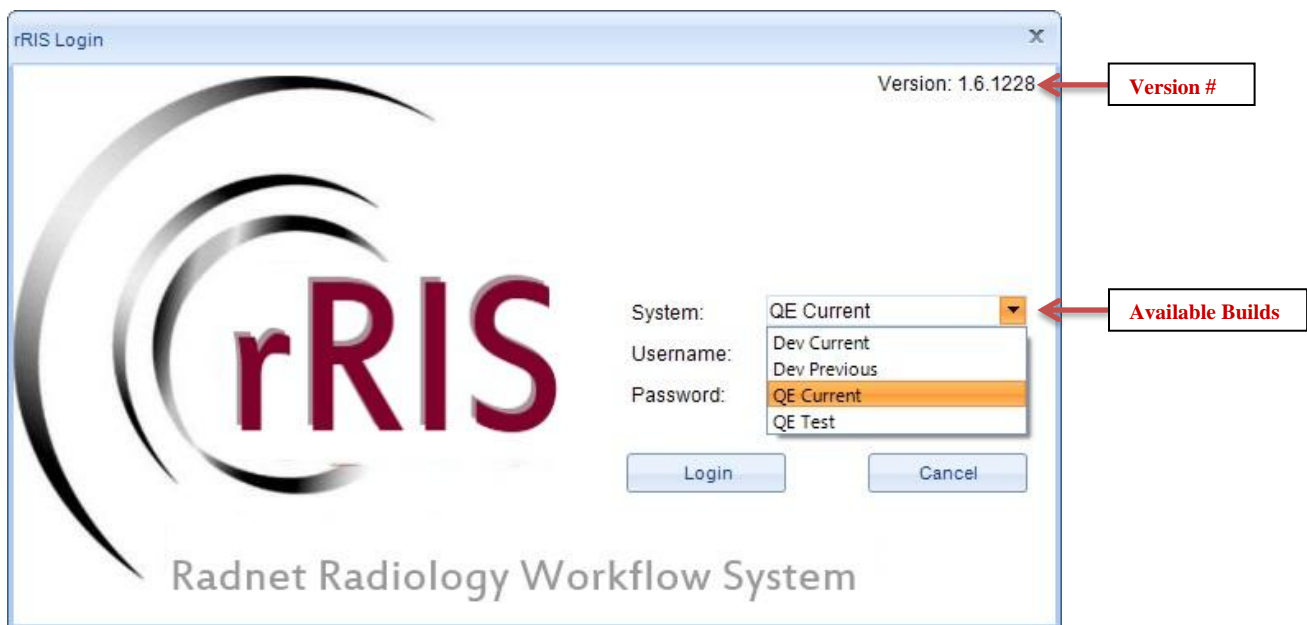 rRIS Login
X
Version: 1.6.1228
Version #
rRIS
System:
QE Current
Available Builds
Username:
Dev Current
Dev Previous
Password:
QE Current
QE Test
Login
Cancel
Radnet Radiology Workflow System